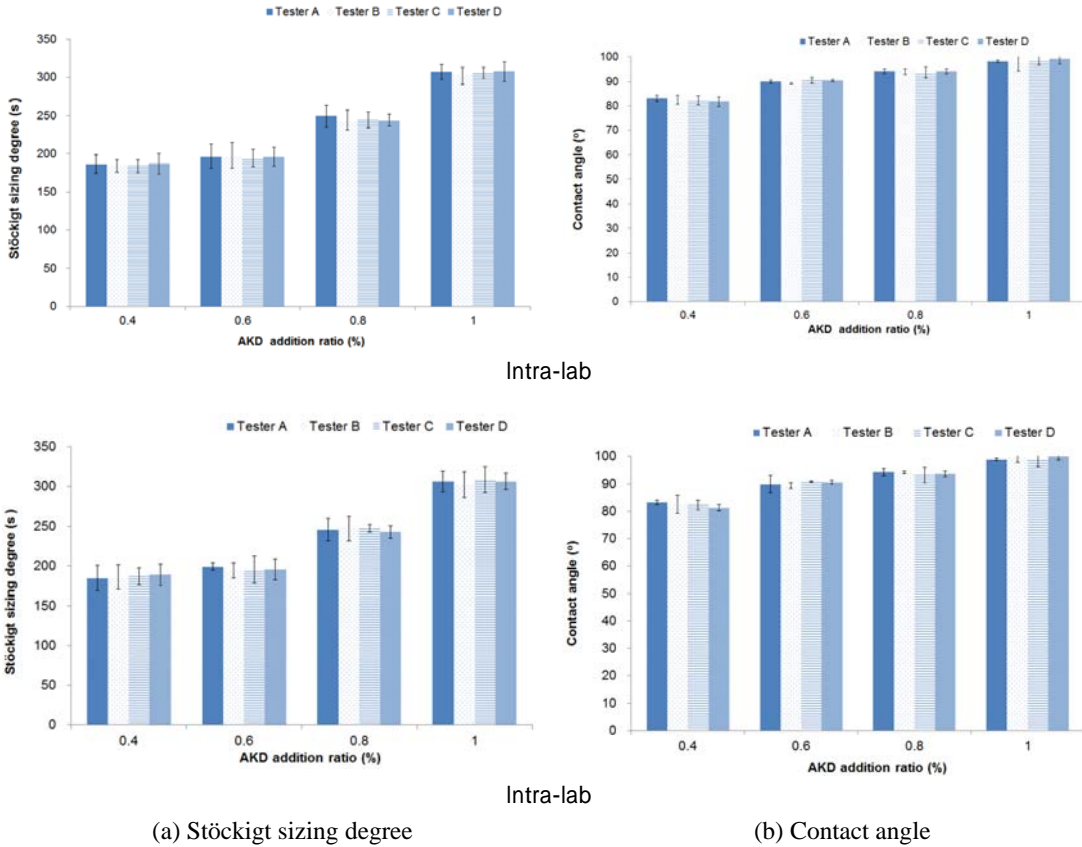 Tester A Tester B Tester C Tester D
Stöckigt sizing degree (s)
350
300
250
200
150
100
50
0
0.4 0.6 0.8 1
AKD addition ratio (%)
Tester A Tester B Tester C Tester D
Contact angle (º)
100
90
80
70
60
50
40
30
20
10
0
0.4 0.6 0.8 1
AKD addition ratio (%)
Intra-lab
Tester A Tester B Tester C Tester D
Stöckigt sizing degree (s)
350
300
250
200
150
100
50
0
0.4 0.6 0.8 1
AKD addition ratio (%)
Tester A Tester B Tester C Tester D
Contact angle (º)
100
90
80
70
60
50
40
30
20
10
0
0.4 0.6 0.8 1
AKD addition ratio (%)
Intra-lab
(a) Stöckigt sizing degree (b) Contact angle